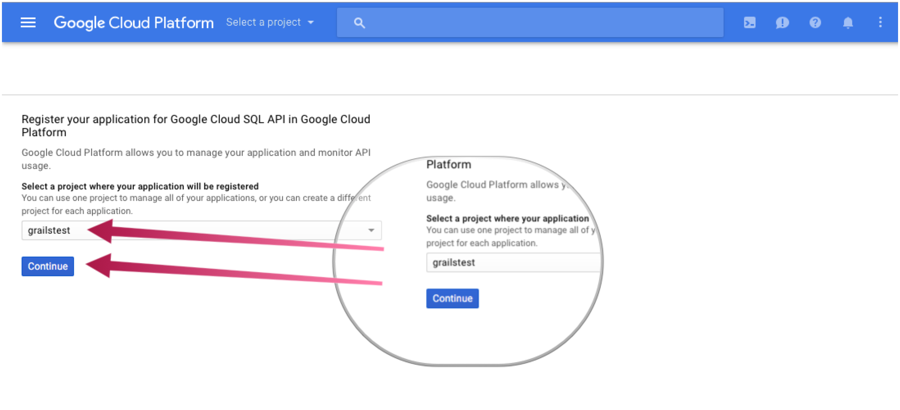 Google Cloud Platform Select a project
Register your application for Google Cloud SQL API in Google Cloud
Platform
Google Cloud Platform allows you to manage your application and monitor API
usage.
Select a project where your application will be registered
You can use one project to manage all of your applications, or you can create a different
project for each application.
grailstest
Continue
Platform
Google Cloud Platform allows y
usage.
Select a project where your application
You can use one project to manage all of y
project for each application.
grailstest
Continue